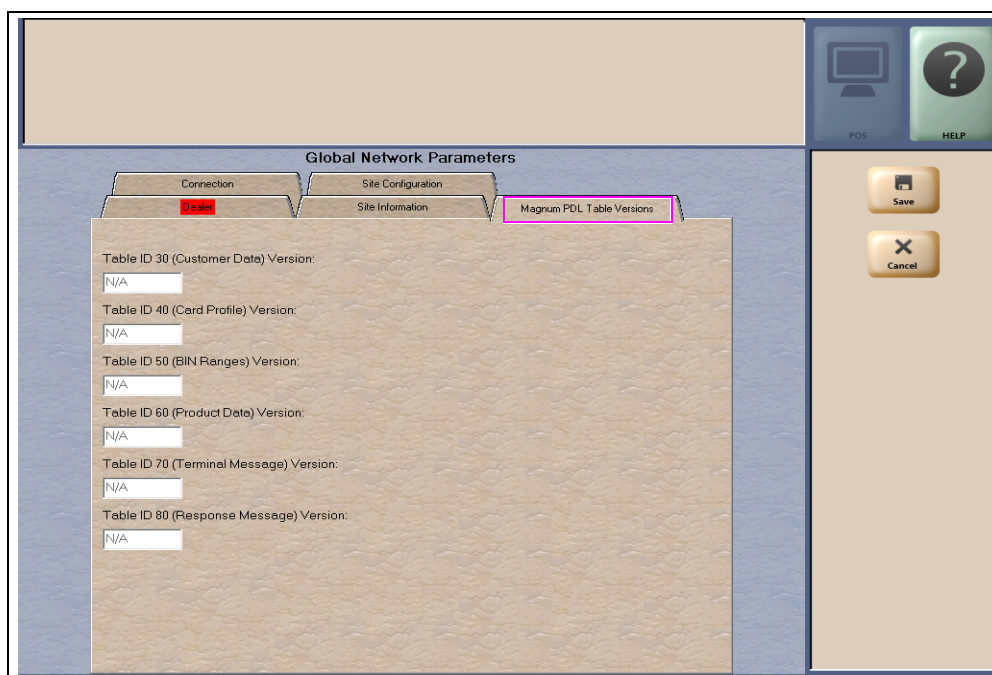 POS
HELP
Global Network Parameters
Connection
Site Configuration
Dealer
Site Information
Magnum PDL Table Versions
Save
Cancel
Table ID 30 (Customer Data) Version:
N/A
Table ID 40 (Card Profile) Version:
N/A
Table ID 50 (BIN Ranges) Version:
N/A
Table ID 60 (Product Data) Version:
N/A
Table ID 70 (Terminal Message) Version:
N/A
Table ID 80 (Response Message) Version:
N/A